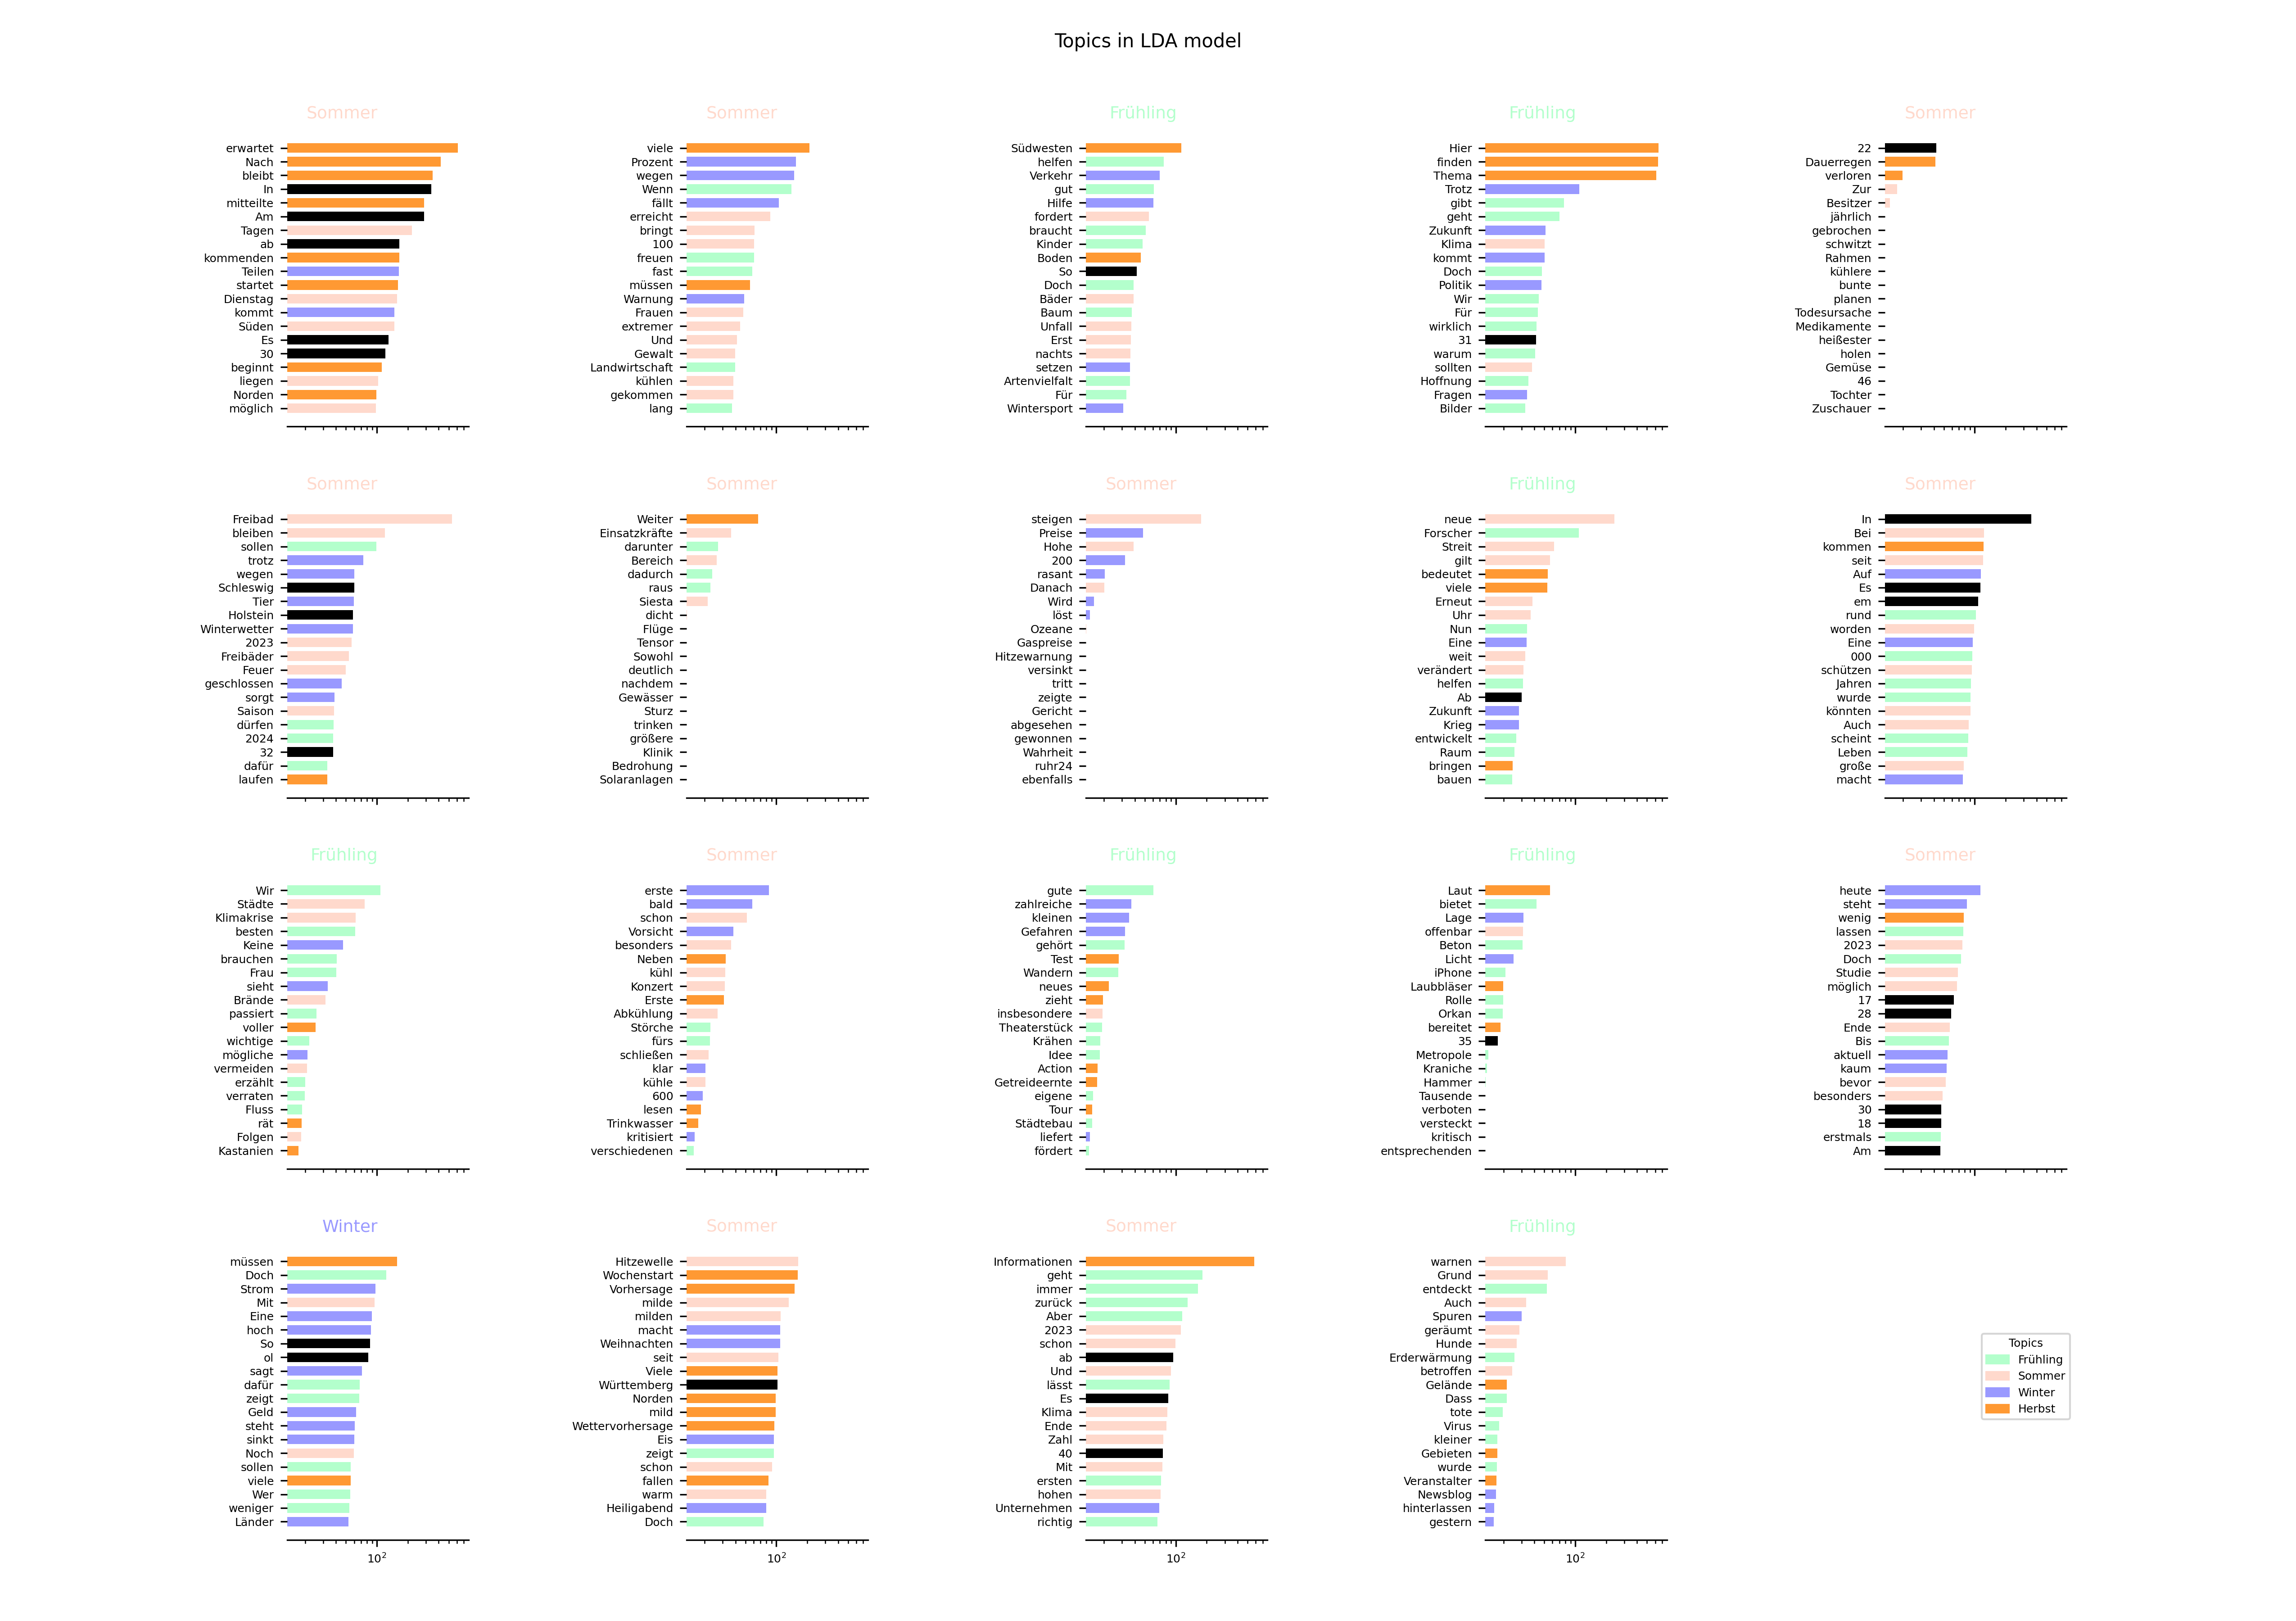 Topics in LDA model
Sommer
erwartet
Nach
bleibt
In
mitteilte
Am
Tagen
ab
kommenden
Teilen
startet
Dienstag
kommt
Süden
Es
30
beginnt
liegen
Norden
möglich
Sommer
viele
Prozent
wegen
Wenn
fällt
erreicht
bringt
100
freuen
fast
müssen
Warnung
Frauen
extremer
Und
Gewalt
Landwirtschaft
kühlen
gekommen
lang
Frühling
Südwesten
helfen
Verkehr
gut
Hilfe
fordert
braucht
Kinder
Boden
So
Doch
Bäder
Baum
Unfall
Erst
nachts
setzen
Artenvielfalt
Für
Wintersport
Frühling
Hier
finden
Thema
Trotz
gibt
geht
Zukunft
Klima
kommt
Doch
Politik
Wir
Für
wirklich
31
warum
sollten
Hoffnung
Fragen
Bilder
Sommer
22
Dauerregen
verloren
Zur
Besitzer
jährlich
gebrochen
schwitzt
Rahmen
kühlere
bunte
planen
Todesursache
Medikamente
heißester
holen
Gemüse
46
Tochter
Zuschauer
Sommer
Freibad
bleiben
sollen
trotz
wegen
Schleswig
Tier
Holstein
Winterwetter
2023
Freibäder
Feuer
geschlossen
sorgt
Saison
dürfen
2024
32
dafür
laufen
Sommer
Weiter
Einsatzkräfte
darunter
Bereich
dadurch
raus
Siesta
dicht
Flüge
Tensor
Sowohl
deutlich
nachdem
Gewässer
Sturz
trinken
größere
Klinik
Bedrohung
Solaranlagen
Sommer
steigen
Preise
Hohe
200
rasant
Danach
Wird
löst
Ozeane
Gaspreise
Hitzewarnung
versinkt
tritt
zeigte
Gericht
abgesehen
gewonnen
Wahrheit
ruhr24
ebenfalls
Frühling
neue
Forscher
Streit
gilt
bedeutet
viele
Erneut
Uhr
Nun
Eine
weit
verändert
helfen
Ab
Zukunft
Krieg
entwickelt
Raum
bringen
bauen
Sommer
In
Bei
kommen
seit
Auf
Es
em
rund
worden
Eine
000
schützen
Jahren
wurde
könnten
Auch
scheint
Leben
große
macht
Frühling
Wir
Städte
Klimakrise
besten
Keine
brauchen
Frau
sieht
Brände
passiert
voller
wichtige
mögliche
vermeiden
erzählt
verraten
Fluss
rät
Folgen
Kastanien
Sommer
erste
bald
schon
Vorsicht
besonders
Neben
kühl
Konzert
Erste
Abkühlung
Störche
fürs
schließen
klar
kühle
600
lesen
Trinkwasser
kritisiert
verschiedenen
Frühling
gute
zahlreiche
kleinen
Gefahren
gehört
Test
Wandern
neues
zieht
insbesondere
Theaterstück
Krähen
Idee
Action
Getreideernte
eigene
Tour
Städtebau
liefert
fördert
Frühling
Laut
bietet
Lage
offenbar
Beton
Licht
iPhone
Laubbläser
Rolle
Orkan
bereitet
35
Metropole
Kraniche
Hammer
Tausende
verboten
versteckt
kritisch
entsprechenden
Sommer
heute
steht
wenig
lassen
2023
Doch
Studie
möglich
17
28
Ende
Bis
aktuell
kaum
bevor
besonders
30
18
erstmals
Am
Winter
müssen
Doch
Strom
Mit
Eine
hoch
So
ol
sagt
dafür
zeigt
Geld
steht
sinkt
Noch
sollen
viele
Wer
weniger
Länder
10²
Sommer
Hitzewelle
Wochenstart
Vorhersage
milde
milden
macht
Weihnachten
seit
Viele
Württemberg
Norden
mild
Wettervorhersage
Eis
zeigt
schon
fallen
warm
Heiligabend
Doch
10²
Sommer
Informationen
geht
immer
zurück
Aber
2023
schon
ab
Und
lässt
Es
Klima
Ende
Zahl
40
Mit
ersten
hohen
Unternehmen
richtig
10²
Frühling
warnen
Grund
entdeckt
Auch
Spuren
geräumt
Hunde
Erderwärmung
betroffen
Gelände
Dass
tote
Virus
kleiner
Gebieten
wurde
Veranstalter
Newsblog
hinterlassen
gestern
10²
Topics
Frühling
Sommer
Winter
Herbst